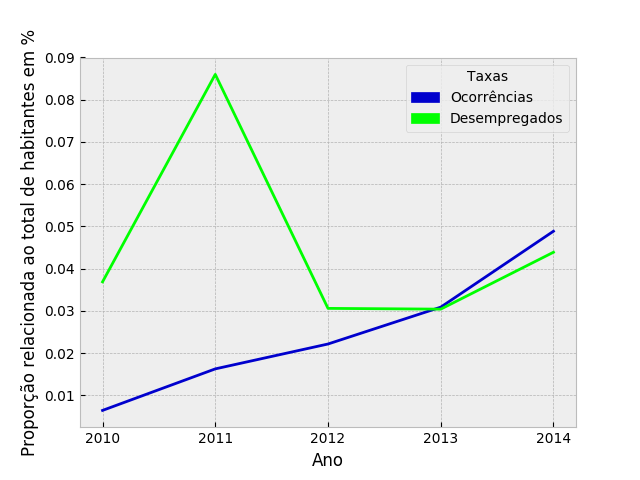 Proporção relacionada ao total de habitantes em %
0.09
0.08
0.07
0.06
0.05
0.04
0.03
0.02
0.01
Taxas
Ocorrências
Desempregados
2010 2011 2012 2013 2014
Ano